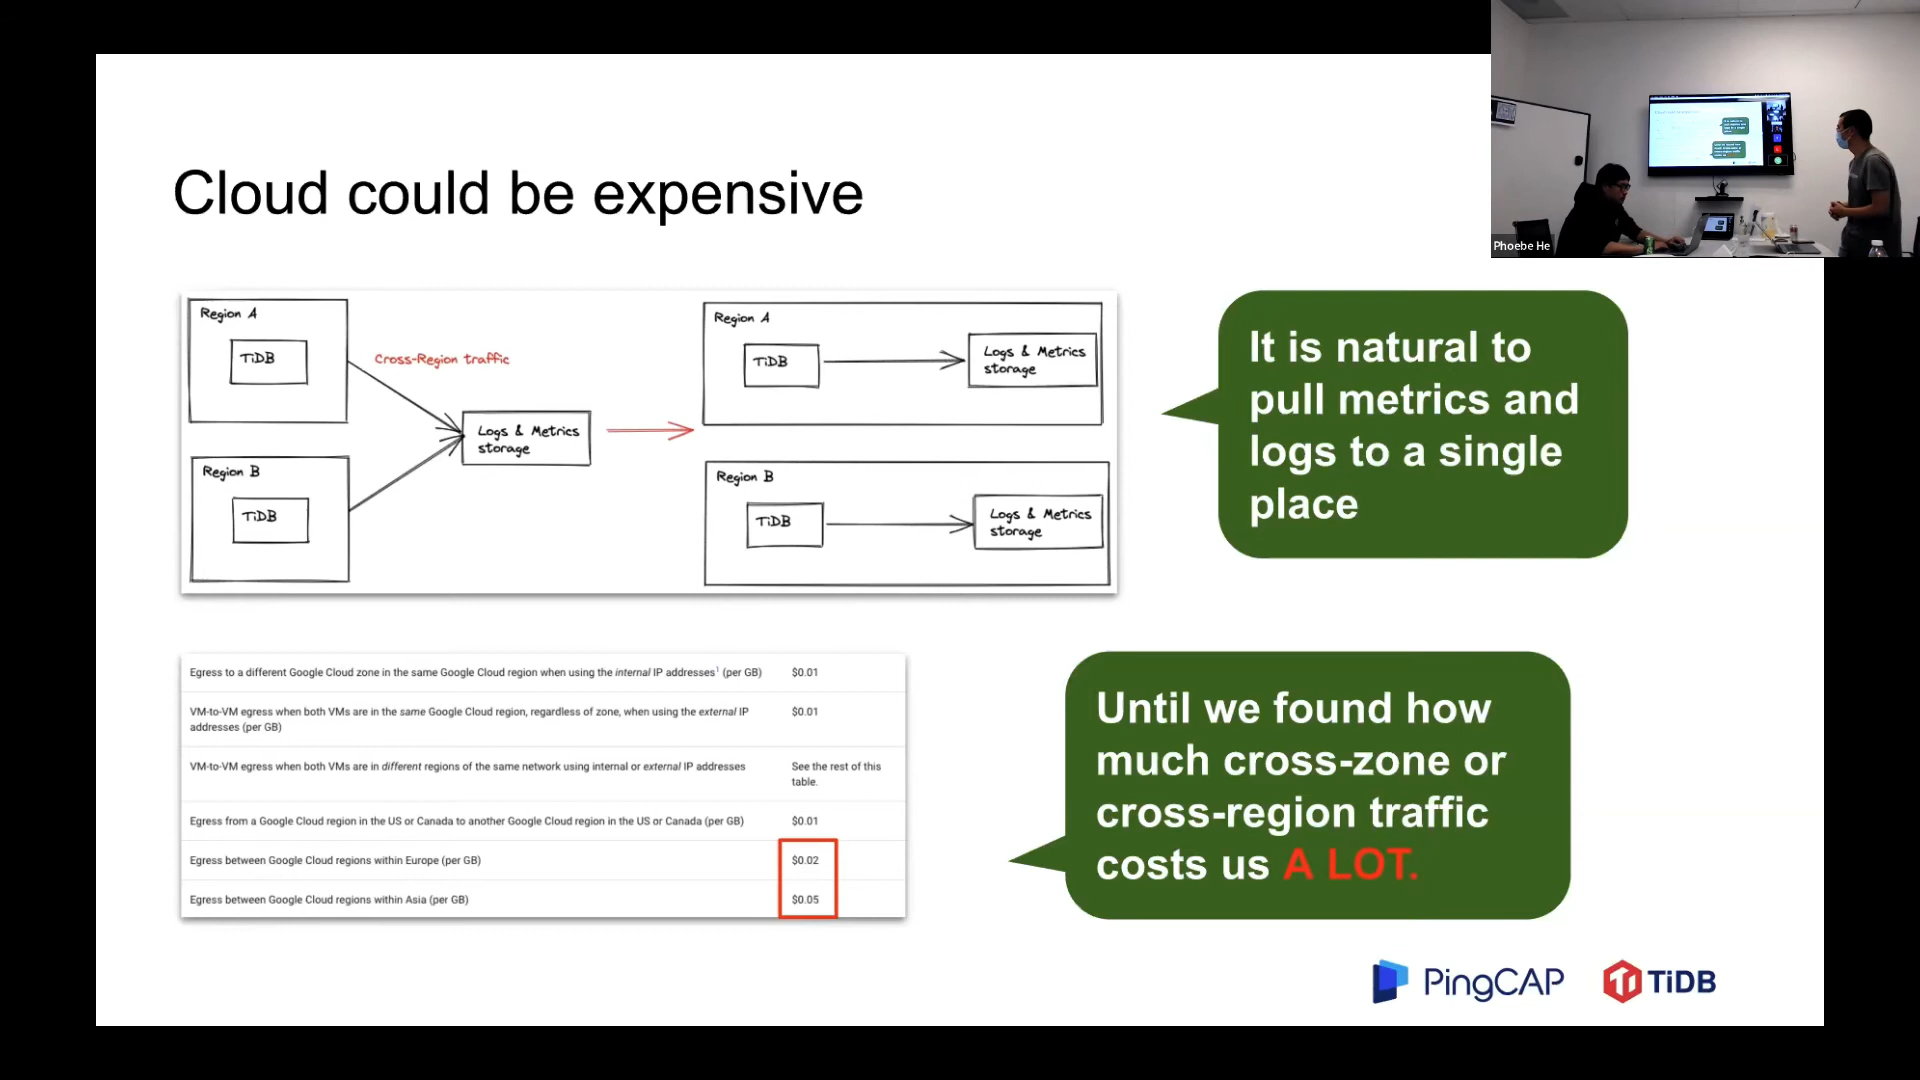 Cloud could be expensive
Phoebe He
Region A
TiDB
Cross-Region traffic
Logs & Metrics
storage
Region B
TiDB
Region A
TiDB
Logs & Metrics
storage
Region B
TiDB
Logs & Metrics
storage
It is natural to
pull metrics and
logs to a single
place
Egress to a different Google Cloud zone in the same Google Cloud region when using the internal IP addresses¹ (per GB) $0.01
VM-to-VM egress when both VMs are in the same Google Cloud region, regardless of zone, when using the external IP
addresses (per GB) $0.01
VM-to-VM egress when both VMs are in different regions of the same network using internal or external IP addresses See the rest of this
table.
Egress from a Google Cloud region in the US or Canada to another Google Cloud region in the US or Canada (per GB) $0.01
Egress between Google Cloud regions within Europe (per GB) $0.02
Egress between Google Cloud regions within Asia (per GB) $0.05
Until we found how
much cross-zone or
cross-region traffic
costs us A LOT.
PingCAP
TiDB